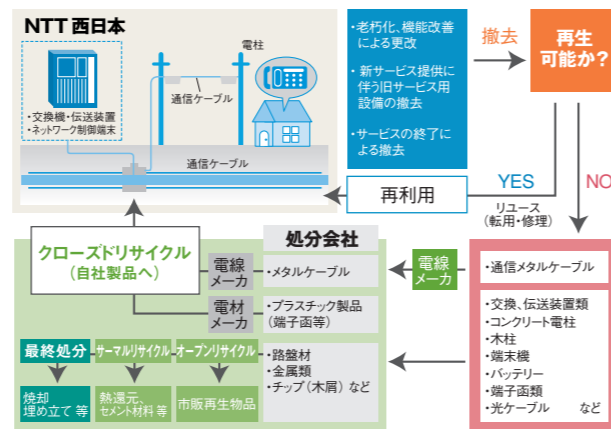 NTT西日本
電柱
通信ケーブル
・交換機・伝送装置
・ネットワーク制御端末
通信ケーブル
・老朽化、機能改善
による更改
・新サービス提供に
伴う旧サービス用
設備の撤去
・サービスの終了に
よる撤去
撤去
再生
可能か?
YES
NO
リユース
(転用・修理)
再利用
クローズドリサイクル
(自社製品へ)
処分会社
電線
メーカ
・メタルケーブル
電材
メーカ
・プラスチック製品
(端子函等)
電線
メーカ
・通信メタルケーブル
・交換、伝送装置類
・コンクリート電柱
・木柱
・端末機
・バッテリー
・端子函類
・光ケーブル など
最終処分
サーマルリサイクル
オープンリサイクル
・路盤材
・金属類
・チップ(木屑)など
焼却
埋め立て 等
熱還元、
セメント材料 等
市販再生物品